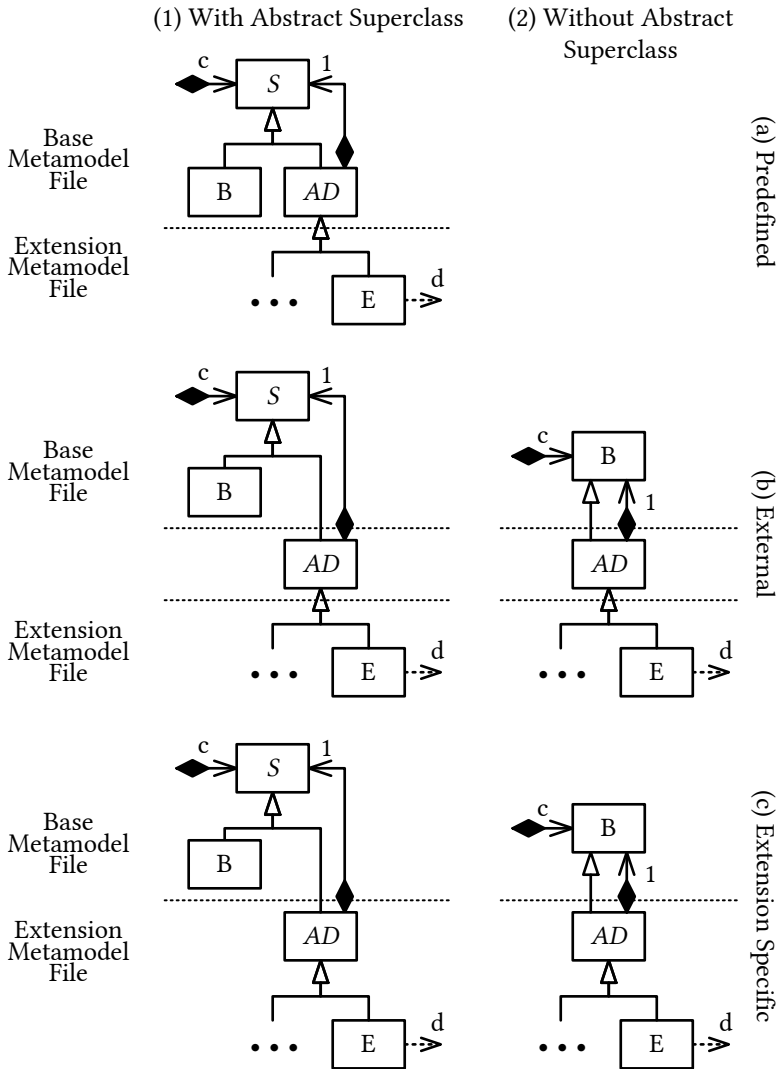 (1) With Abstract Superclass
(2) Without Abstract
Superclass
c
S
1
Base
Metamodel
File
B
AD
(a) Predefined
Extension
Metamodel
File
...
E
d
c
S
1
Base
Metamodel
File
B
c
B
1
(b) External
AD
AD
Extension
Metamodel
File
...
E
d
...
E
d
c
S
1
Base
Metamodel
File
B
c
B
1
(c) Extension Specific
Extension
Metamodel
File
AD
AD
...
E
d
...
E
d